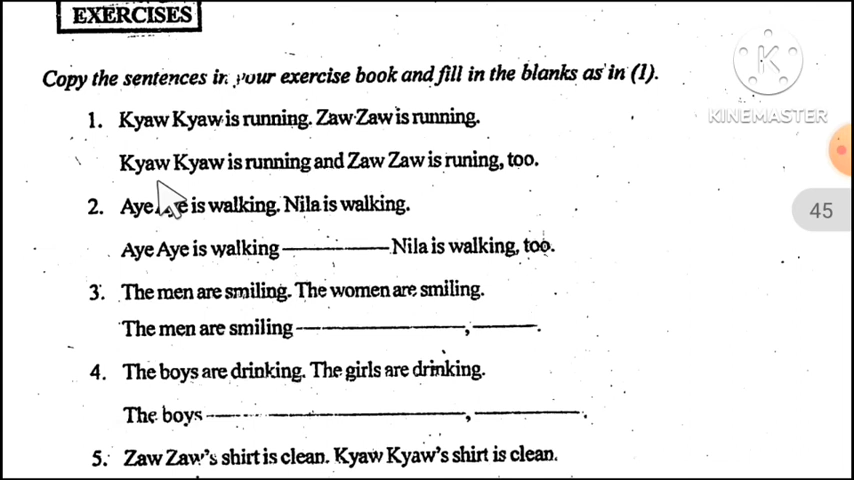 EXERCISES
Copy the sentences in your exercise book and fill in the blanks as in (1).
KINEMASTER
1. Kyaw Kyaw is running. Zaw Zaw is running.
Kyaw Kyaw is running and Zaw Zaw is runing, too.
2. Aye Aye is walking. Nila is walking.
45
Aye Aye is walking ———— Nila is walking, too.
3. The men are smiling. The women are smiling.
The men are smiling ————————, ————.
4. The boys are drinking. The girls are drinking.
The boys ————————————, ————.
5. Zaw Zaw's shirt is clean. Kyaw Kyaw's shirt is clean.